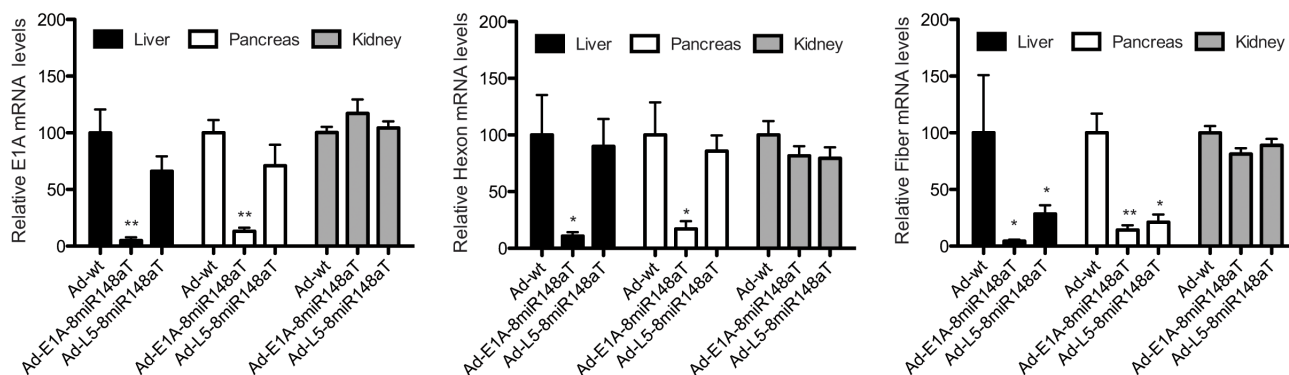 Relative E1A mRNA levels
200
150
100
50
0
Liver Pancreas Kidney
** **
Ad-wt
Ad-E1A-8miR148aT
Ad-L5-8miR148aT
Ad-wt
Ad-E1A-8miR148aT
Ad-L5-8miR148aT
Ad-wt
Ad-E1A-8miR148aT
Ad-L5-8miR148aT
Relative Hexon mRNA levels
200
150
100
50
0
Liver Pancreas Kidney
* *
Ad-wt
Ad-E1A-8miR148aT
Ad-L5-8miR148aT
Ad-wt
Ad-E1A-8miR148aT
Ad-L5-8miR148aT
Ad-wt
Ad-E1A-8miR148aT
Ad-L5-8miR148aT
Relative Fiber mRNA levels
200
150
100
50
0
Liver Pancreas Kidney
* * ** *
Ad-wt
Ad-E1A-8miR148aT
Ad-L5-8miR148aT
Ad-wt
Ad-E1A-8miR148aT
Ad-L5-8miR148aT
Ad-wt
Ad-E1A-8miR148aT
Ad-L5-8miR148aT